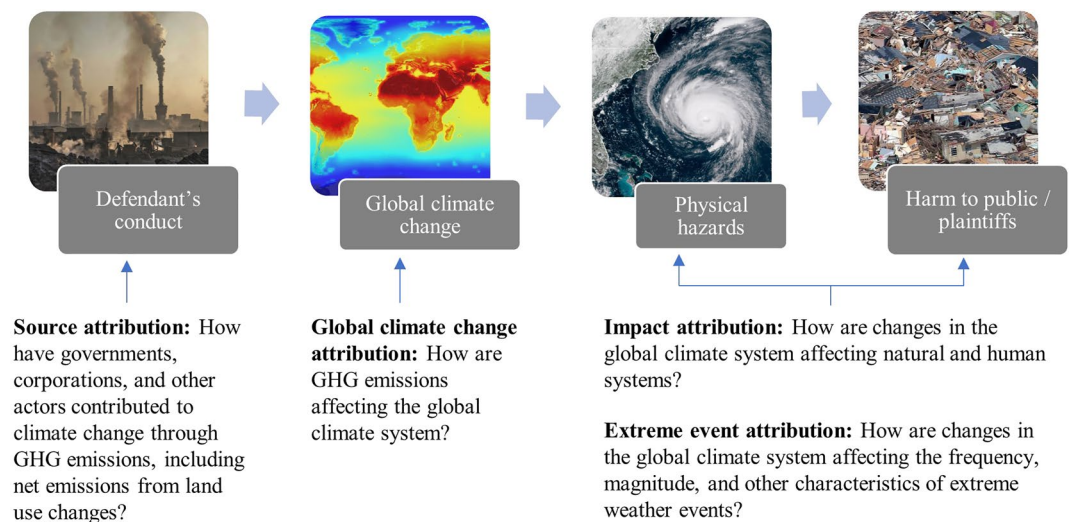 Defendant's
conduct
Global climate
change
Physical
hazards
Harm to public /
plaintiffs
Source attribution: How
have governments,
corporations, and other
actors contributed to
climate change through
GHG emissions, including
net emissions from land
use changes?
Global climate change
attribution: How are
GHG emissions
affecting the global
climate system?
Impact attribution: How are changes in the
global climate system affecting natural and human
systems?
Extreme event attribution: How are changes in
the global climate system affecting the frequency,
magnitude, and other characteristics of extreme
weather events?